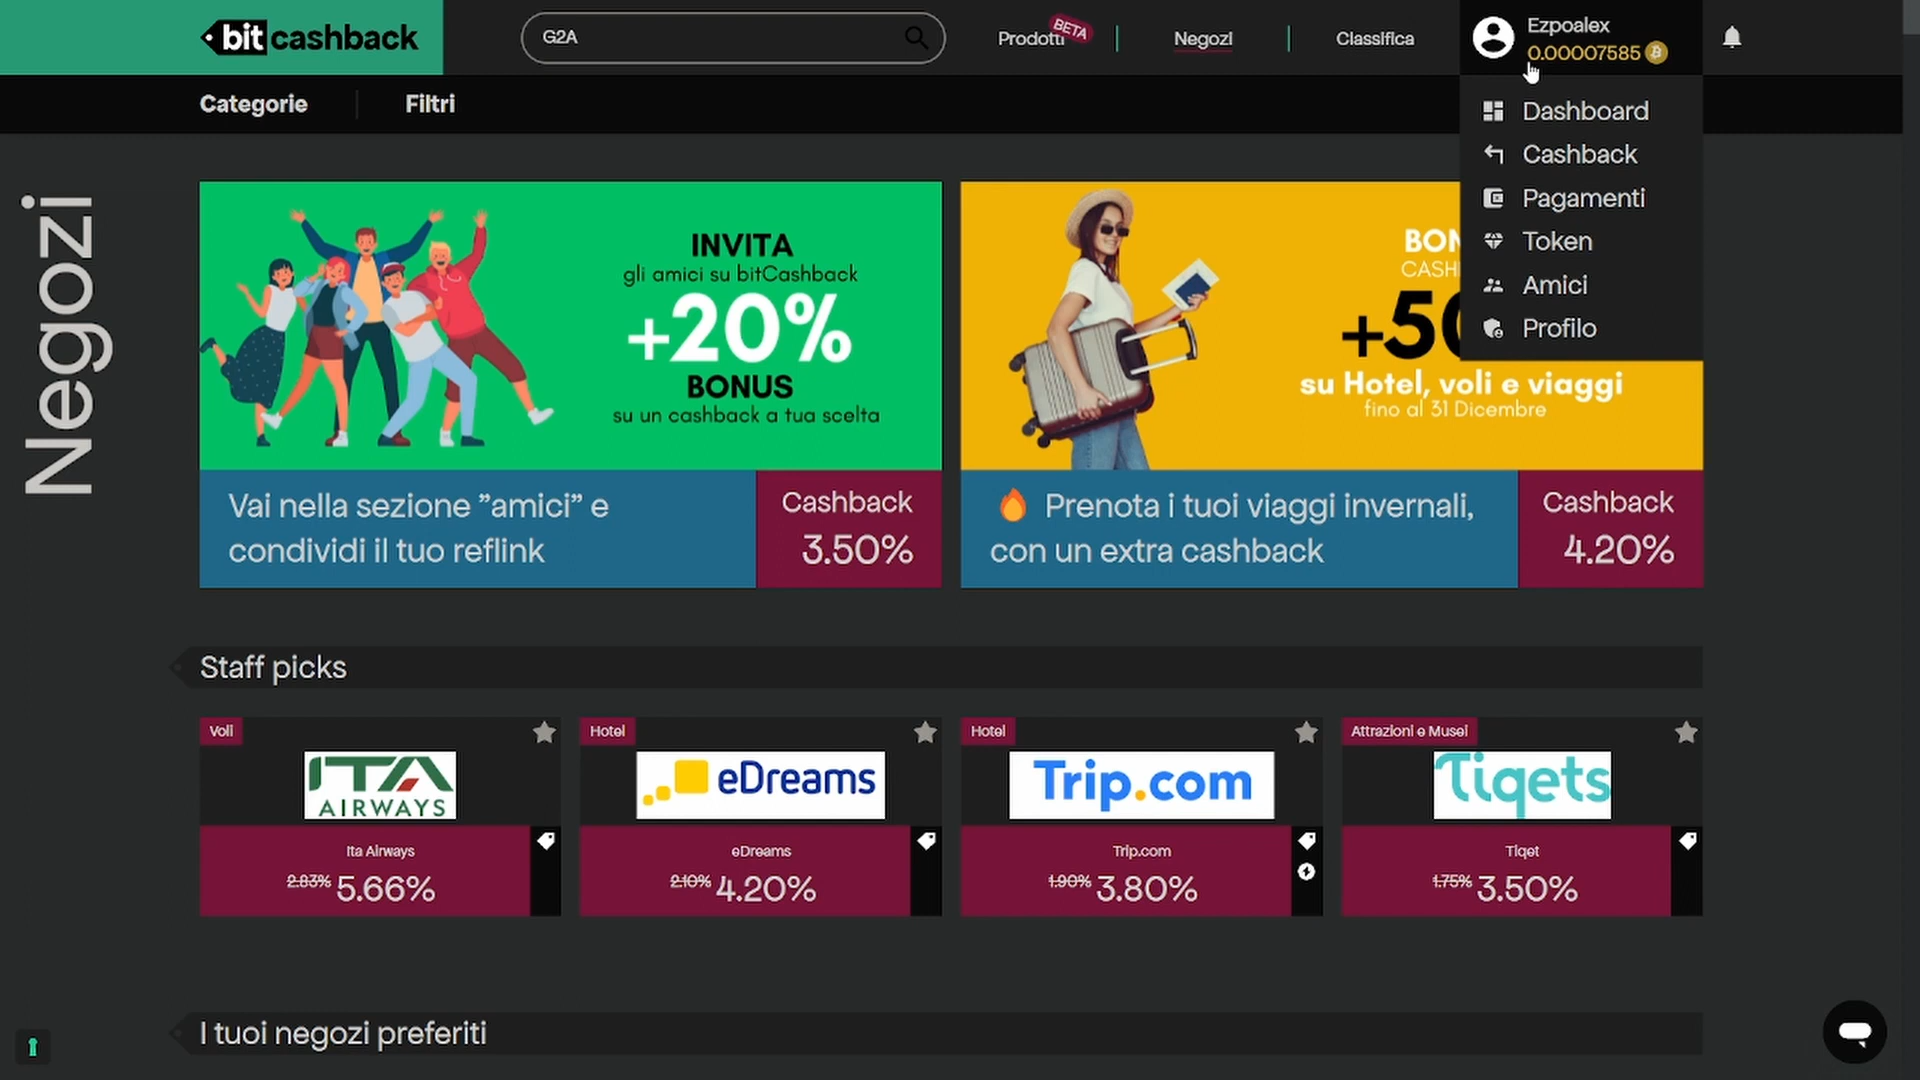 bit cashback
G2A
Prodotti
BETA
Negozi
Classifica
Ezpoalex
0.00007585
Categorie
Filtri
Dashboard
Cashback
Pagamenti
Token
Amici
Profilo
Negozi
INVITA
gli amici su bitCashback
+20%
BONUS
su un cashback a tua scelta
Vai nella sezione ”amici” e
condividi il tuo reflink
Cashback
3.50%
+50
su Hotel, voli e viaggi
fino al 31 Dicembre
Prenota i tuoi viaggi invernali,
con un extra cashback
Cashback
4.20%
Staff picks
Voli
ITA
AIRWAYS
Ita Airways
2.83% 5.66%
Hotel
eDreams
eDreams
2.10% 4.20%
Hotel
Trip.com
Trip.com
1.90% 3.80%
Attrazioni e Musei
Tiqets
Tiqet
1.75% 3.50%
I tuoi negozi preferiti